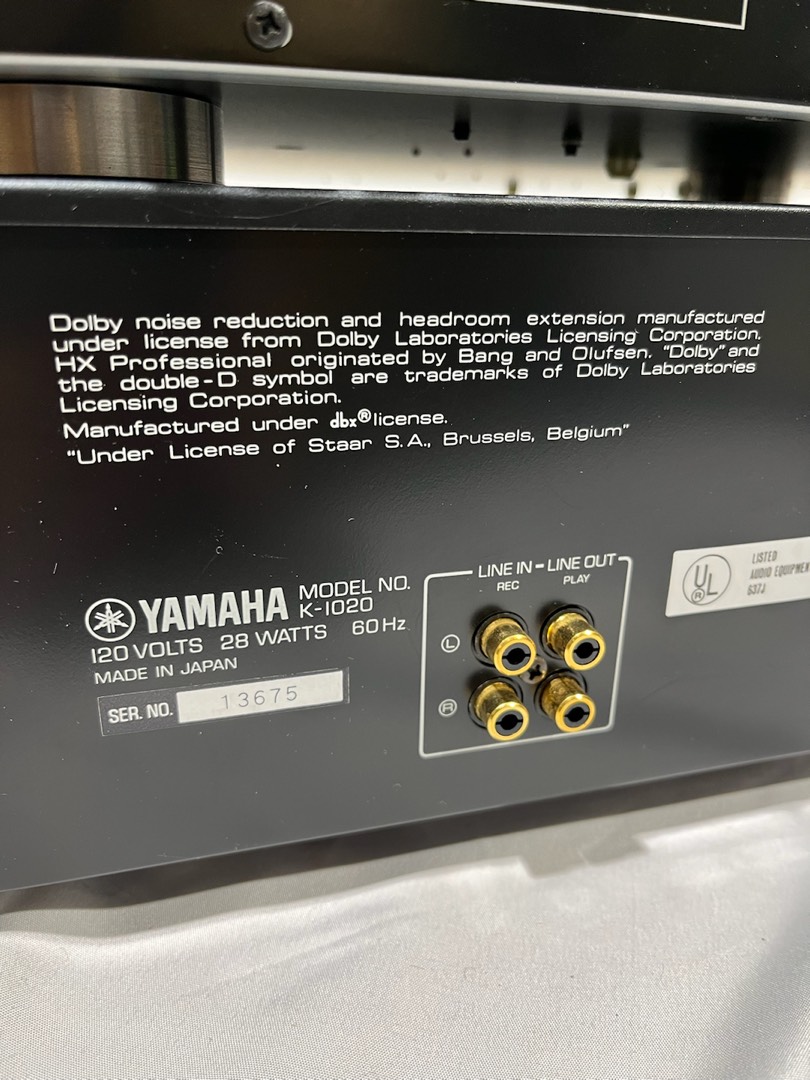 Dolby noise reduction and headroom extension manufactured
under license from Dolby Laboratories Licensing Corporation.
HX Professional originated by Bang and Olufsen. "Dolby" and
the double-D symbol are trademarks of Dolby Laboratories
Licensing Corporation.
Manufactured under dbx® license.
"Under License of Staar S.A., Brussels, Belgium"
YAMAHA MODEL NO.
K-1020
120 VOLTS 28 WATTS 60 Hz
MADE IN JAPAN
SER. NO. 13675
LINE IN - LINE OUT
REC PLAY
L
R
UL®
LISTED
AUDIO EQUIPMEN
637J